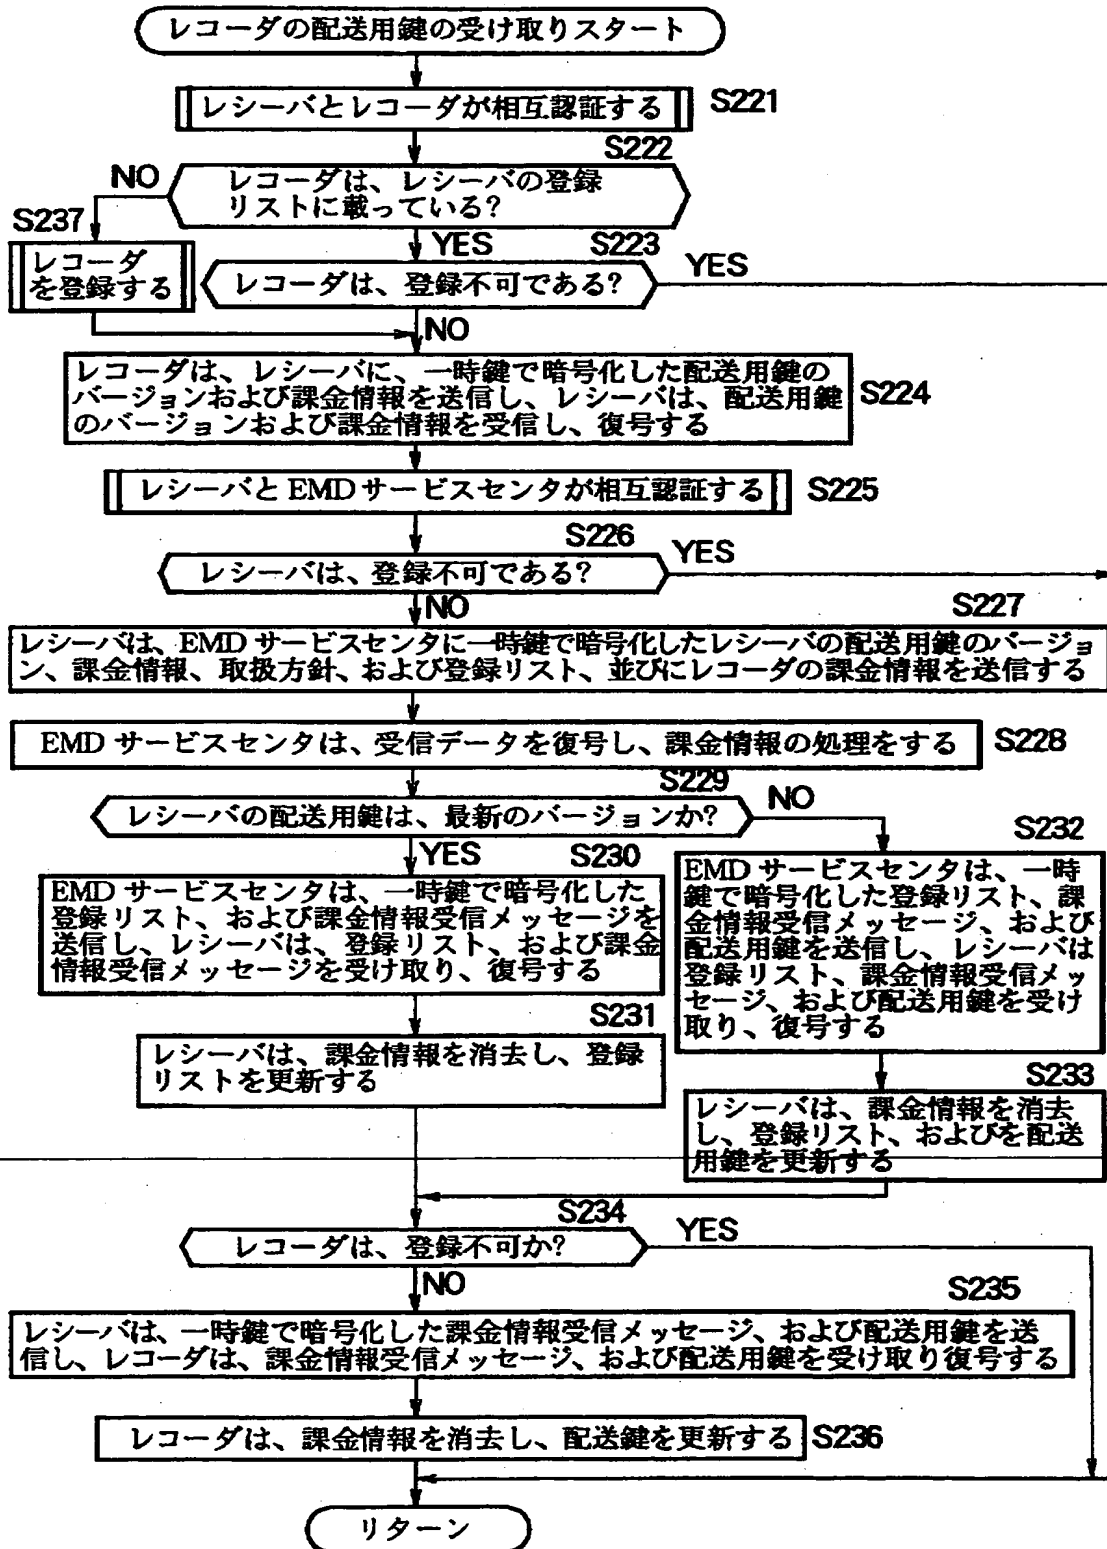 レコーダの配送用鍵の受け取りスタート
レシーバとレコーダが相互認証する
S221
S222
NO
レコーダは、レシーバの登録
リストに載っている?
S237
YES
S223
レコーダ
を登録する
レコーダは、登録不可である?
YES
NO
レコーダは、レシーバに、一時鍵で暗号化した配送用鍵の
バージョンおよび課金情報を送信し、レシーバは、配送用鍵
のバージョンおよび課金情報を受信し、復号する
S224
レシーバと EMD サービスセンタが相互認証する
S225
S226
レシーバは、登録不可である?
YES
NO
S227
レシーバは、EMD サービスセンタに一時鍵で暗号化したレシーバの配送用鍵のバージョ
ン、課金情報、取扱方針、および登録リスト、並びにレコーダの課金情報を送信する
EMD サービスセンタは、受信データを復号し、課金情報の処理をする
S228
S229
レシーバの配送用鍵は、最新のバージョンか?
NO
YES
S230
EMD サービスセンタは、一時鍵で暗号化した
登録リスト、および課金情報受信メッセージを
送信し、レシーバは、登録リスト、および課金
情報受信メッセージを受け取り、復号する
S232
EMD サービスセンタは、一時
鍵で暗号化した登録リスト、課
金情報受信メッセージ、および
配送用鍵を送信し、レシーバは
登録リスト、課金情報受信メッ
セージ、および配送用鍵を受け
取り、復号する
S231
レシーバは、課金情報を消去し、登録
リストを更新する
S233
レシーバは、課金情報を消去
し、登録リスト、およびを配送
用鍵を更新する
S234
レコーダは、登録不可か?
YES
NO
S235
レシーバは、一時鍵で暗号化した課金情報受信メッセージ、および配送用鍵を送
信し、レコーダは、課金情報受信メッセージ、および配送用鍵を受け取り復号する
レコーダは、課金情報を消去し、配送鍵を更新する
S236
リターン